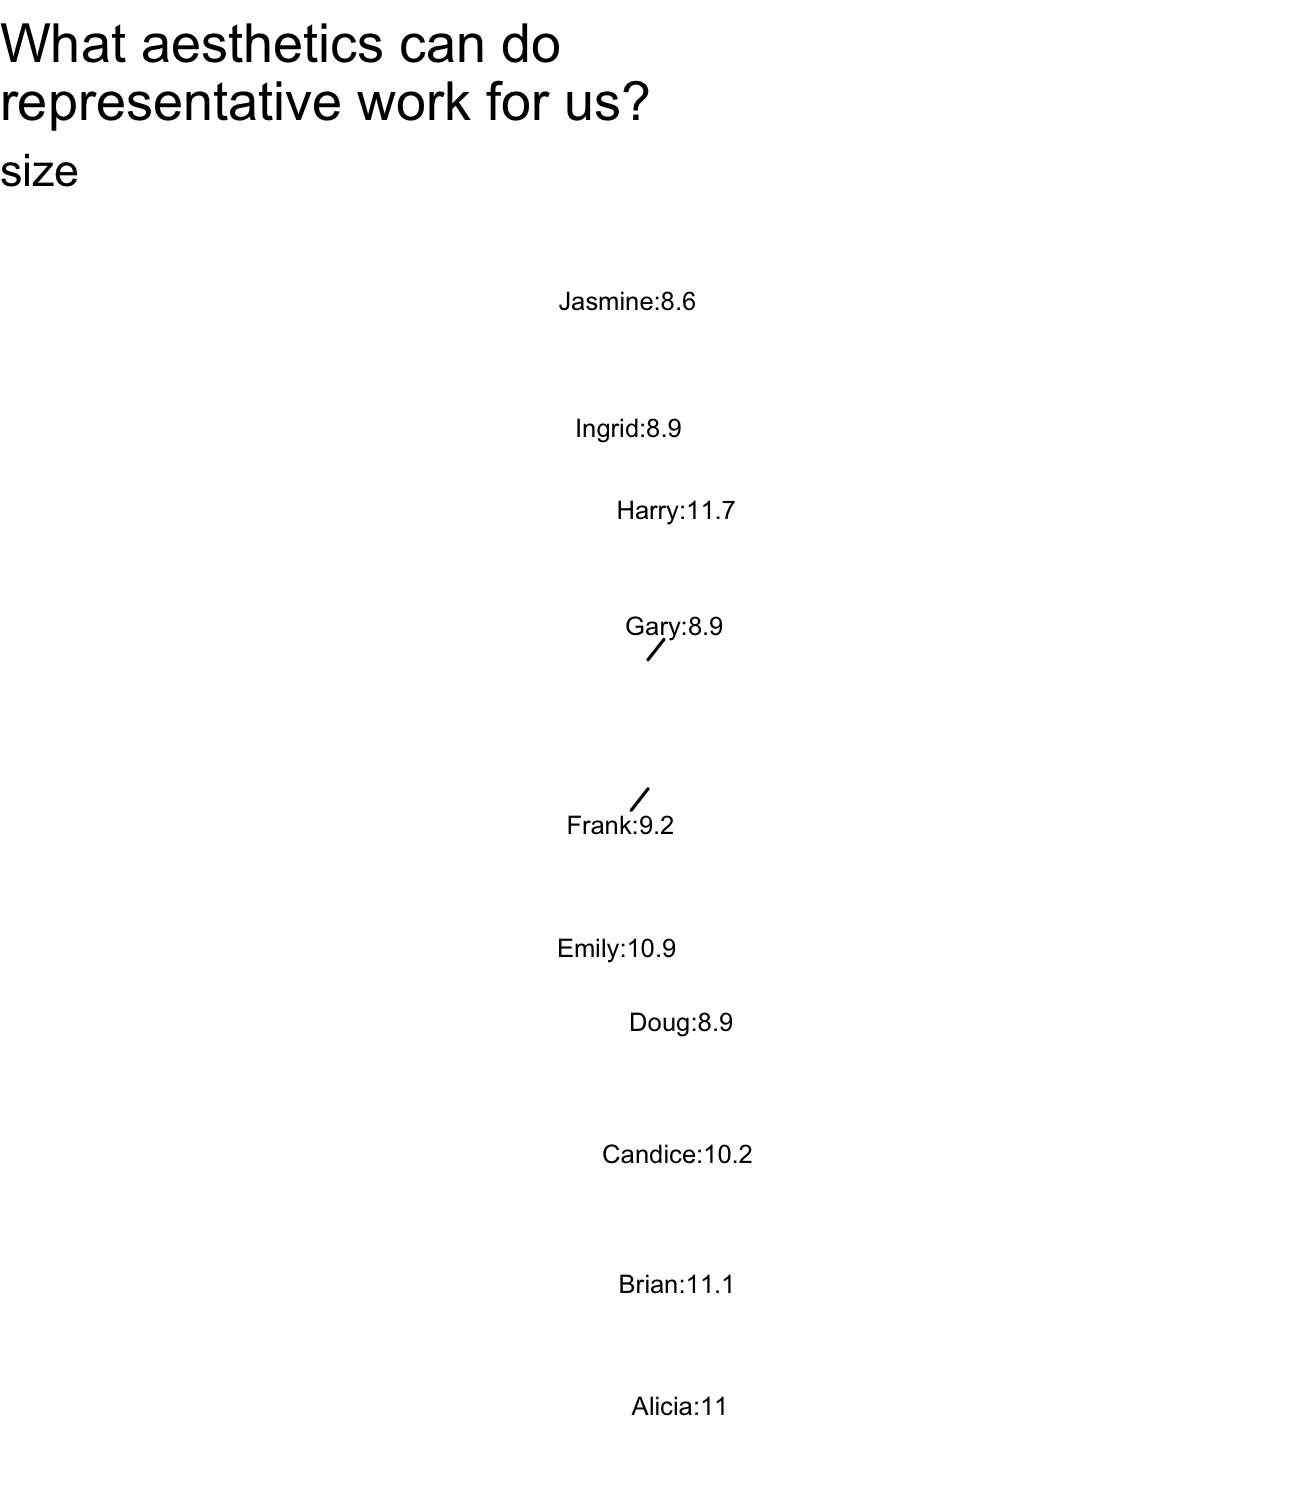 What aesthetics can do
representative work for us?
size
Jasmine:8.6
Ingrid:8.9
Harry:11.7
Gary:8.9
Frank:9.2
Emily:10.9
Doug:8.9
Candice:10.2
Brian:11.1
Alicia:11